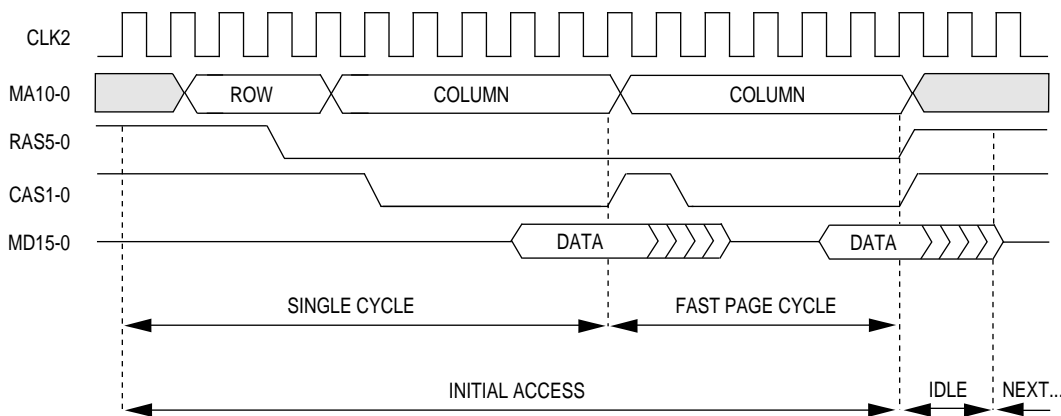 CLK2
MA10-0 ROW COLUMN COLUMN
RAS5-0
CAS1-0
MD15-0 DATA DATA
SINGLE CYCLE FAST PAGE CYCLE
INITIAL ACCESS IDLE NEXT...